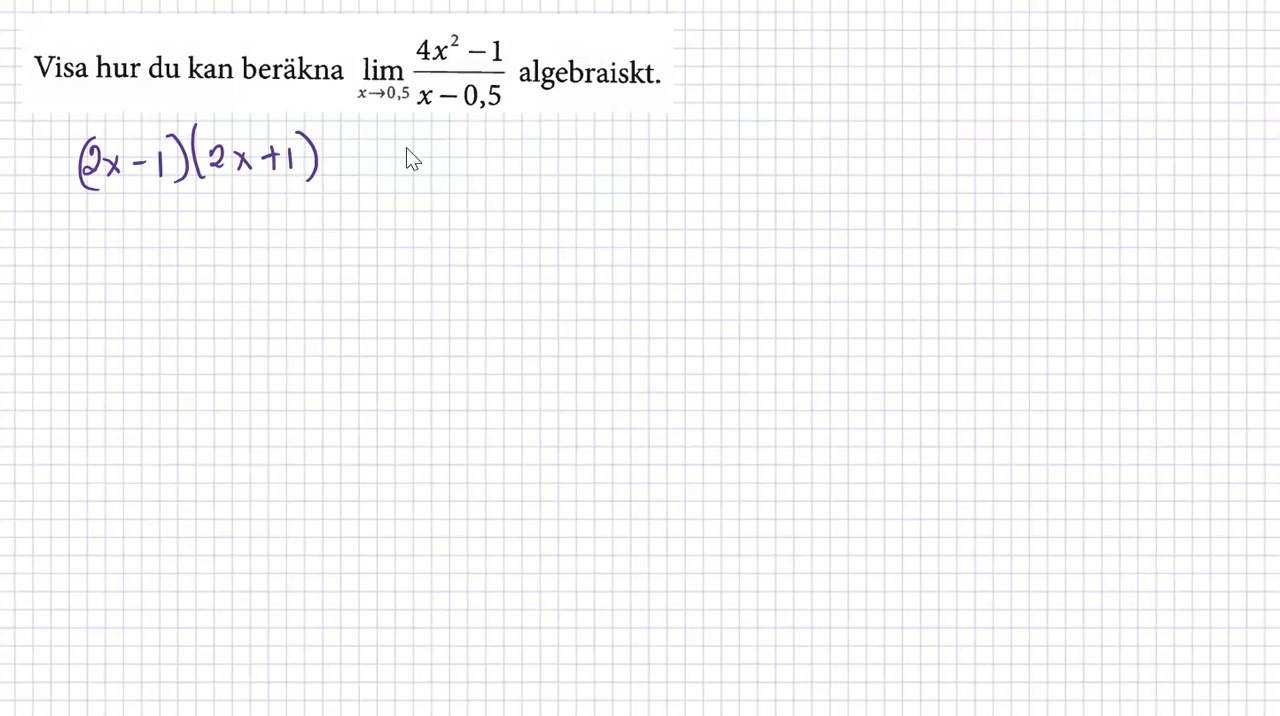 Visa hur du kan beräkna lim x→0,5 (4x² − 1)/(x − 0,5) algebraiskt.
(2x − 1)(2x + 1)